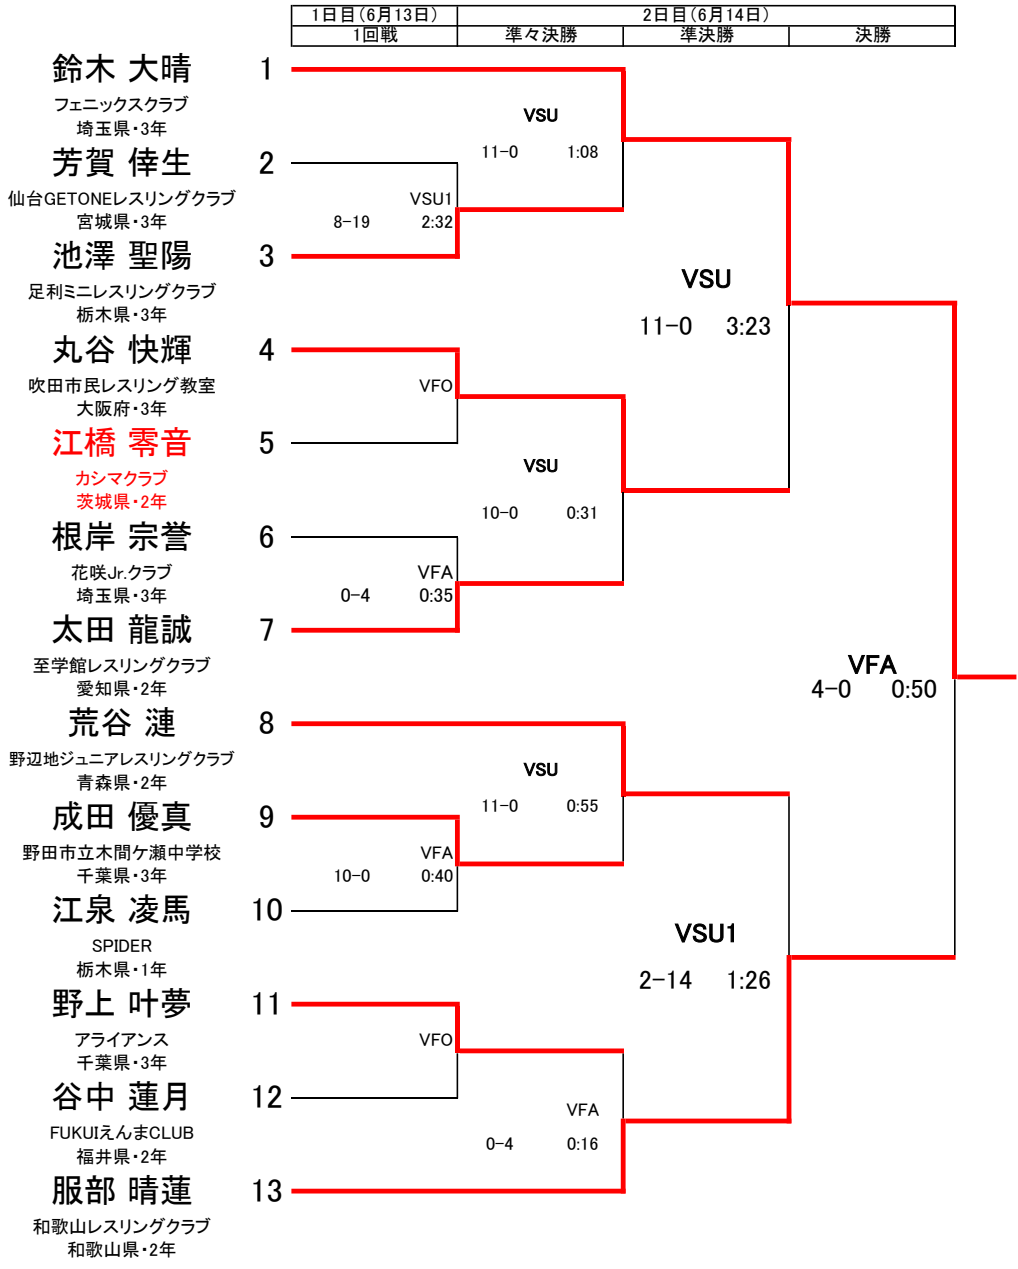 1日目(6月13日) 2日目(6月14日)
1回戦 準々決勝 準決勝 決勝
鈴木 大晴 1
フェニックスクラブ
埼玉県・3年
VSU
11-0 1:08
芳賀 倖生 2
仙台GETONEレスリングクラブ
宮城県・3年
VSU1
8-19 2:32
池澤 聖陽 3
足利ミニレスリングクラブ
栃木県・3年
VSU
11-0 3:23
丸谷 快輝 4
吹田市民レスリング教室
大阪府・3年
VFO
江橋 零音 5
カシマクラブ
茨城県・2年
VSU
10-0 0:31
根岸 宗誉 6
花咲Jr.クラブ
埼玉県・3年
VFA
0-4 0:35
太田 龍誠 7
至学館レスリングクラブ
愛知県・2年
VFA
4-0 0:50
荒谷 漣 8
野辺地ジュニアレスリングクラブ
青森県・2年
VSU
11-0 0:55
成田 優真 9
野田市立木間ケ瀬中学校
千葉県・3年
VFA
10-0 0:40
江泉 凌馬 10
SPIDER
栃木県・1年
VSU1
2-14 1:26
野上 叶夢 11
アライアンス
千葉県・3年
VFO
谷中 蓮月 12
FUKUIえんまCLUB
福井県・2年
VFA
0-4 0:16
服部 晴蓮 13
和歌山レスリングクラブ
和歌山県・2年